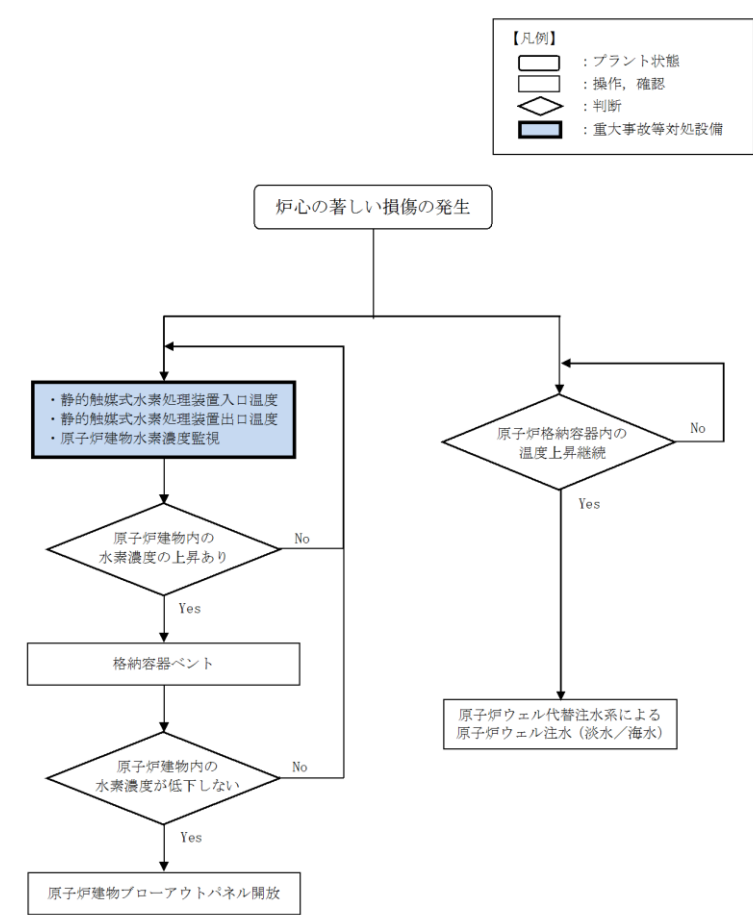 【凡例】
：プラント状態
：操作，確認
：判断
：重大事故等対処設備
炉心の著しい損傷の発生
・静的触媒式水素処理装置入口温度
・静的触媒式水素処理装置出口温度
・原子炉建物水素濃度監視
原子炉建物内の
水素濃度の上昇あり
No
Yes
格納容器ベント
原子炉建物内の
水素濃度が低下しない
No
Yes
原子炉建物ブローアウトパネル開放
原子炉格納容器内の
温度上昇継続
No
Yes
原子炉ウェル代替注水系による
原子炉ウェル注水（淡水／海水）